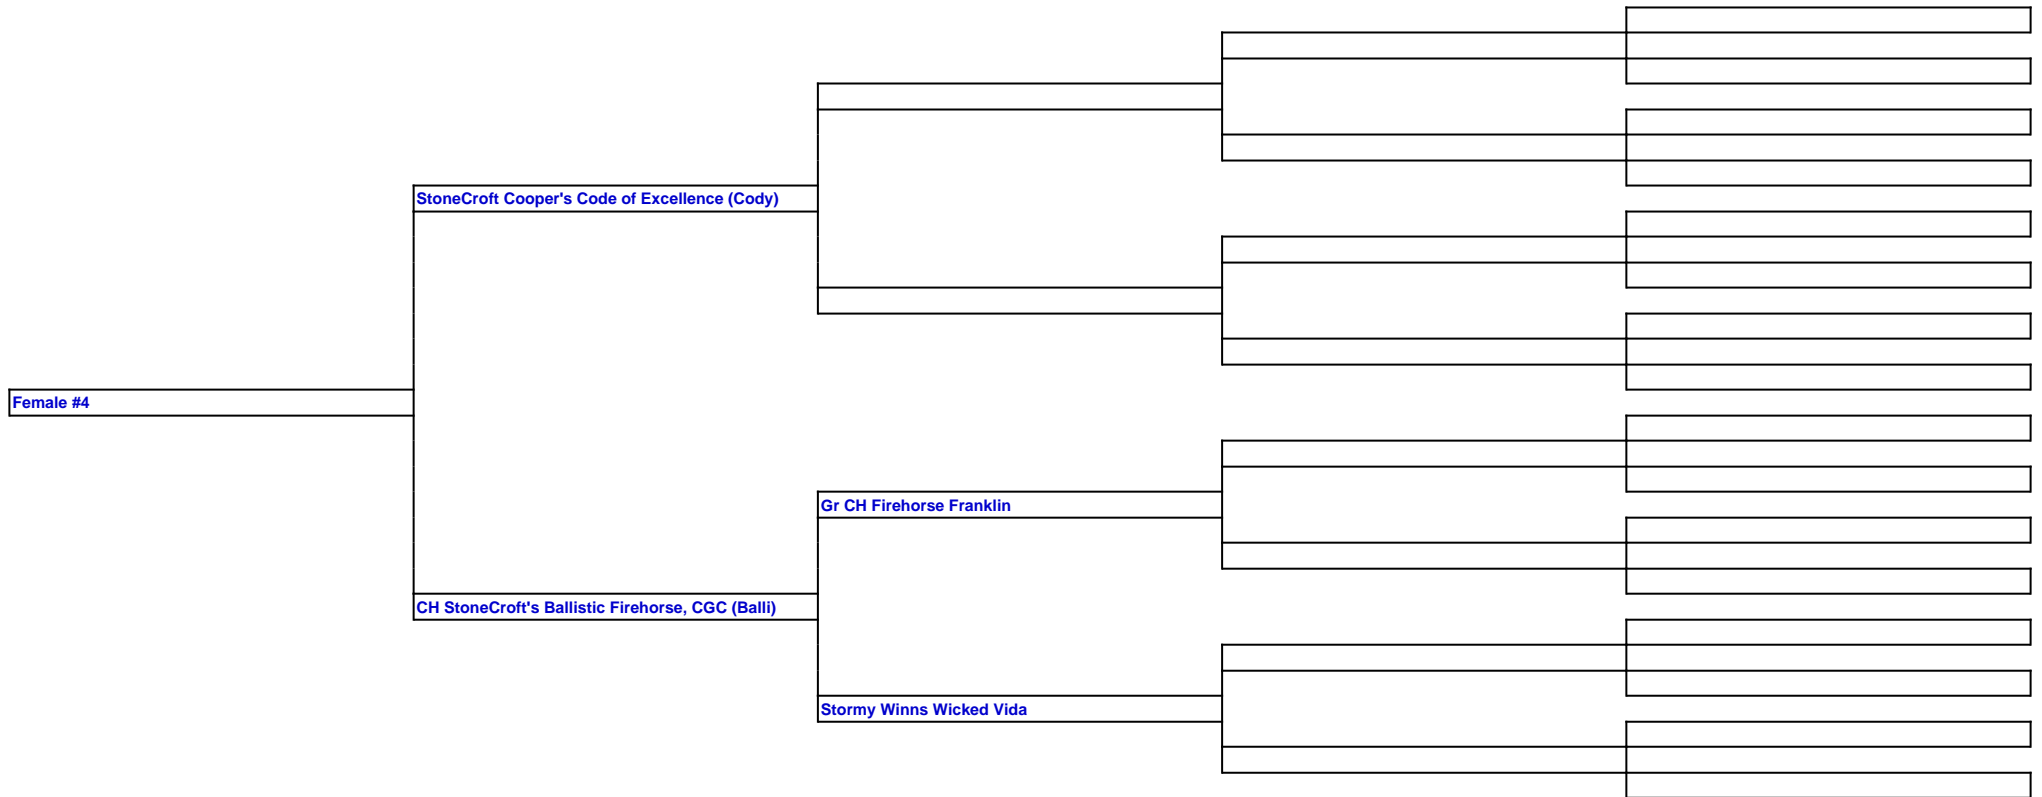 StoneCroft Cooper's Code of Excellence (Cody)
Female #4
Gr CH Firehorse Franklin
CH StoneCroft's Ballistic Firehorse, CGC (Balli)
Stormy Winns Wicked Vida